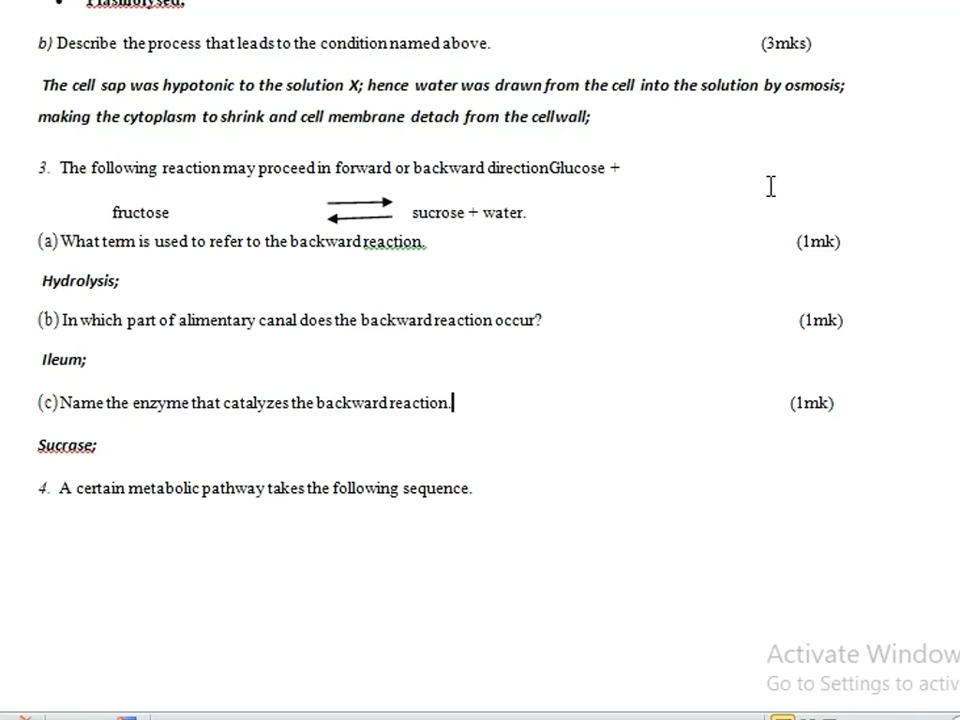 • Plasmolysed;
b) Describe the process that leads to the condition named above. (3mks)
The cell sap was hypotonic to the solution X; hence water was drawn from the cell into the solution by osmosis;
making the cytoplasm to shrink and cell membrane detach from the cell wall;
3. The following reaction may proceed in forward or backward directionGlucose +
fructose sucrose + water.
(a) What term is used to refer to the backward reaction. (1mk)
Hydrolysis;
(b) In which part of alimentary canal does the backward reaction occur? (1mk)
Ileum;
(c) Name the enzyme that catalyzes the backward reaction. (1mk)
Sucrase;
4. A certain metabolic pathway takes the following sequence.
Activate Window
Go to Settings to activ